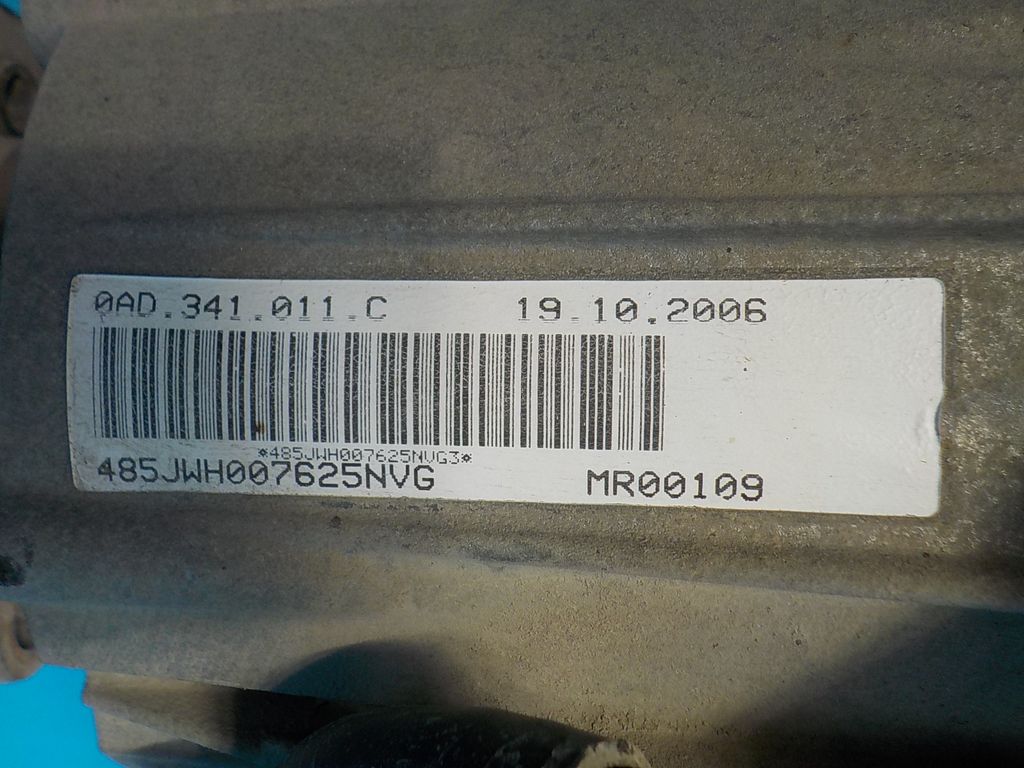 0AD.341.011.C 19.10.2006
*485JWH007625NVG3*
485JWH007625NVG MR00109